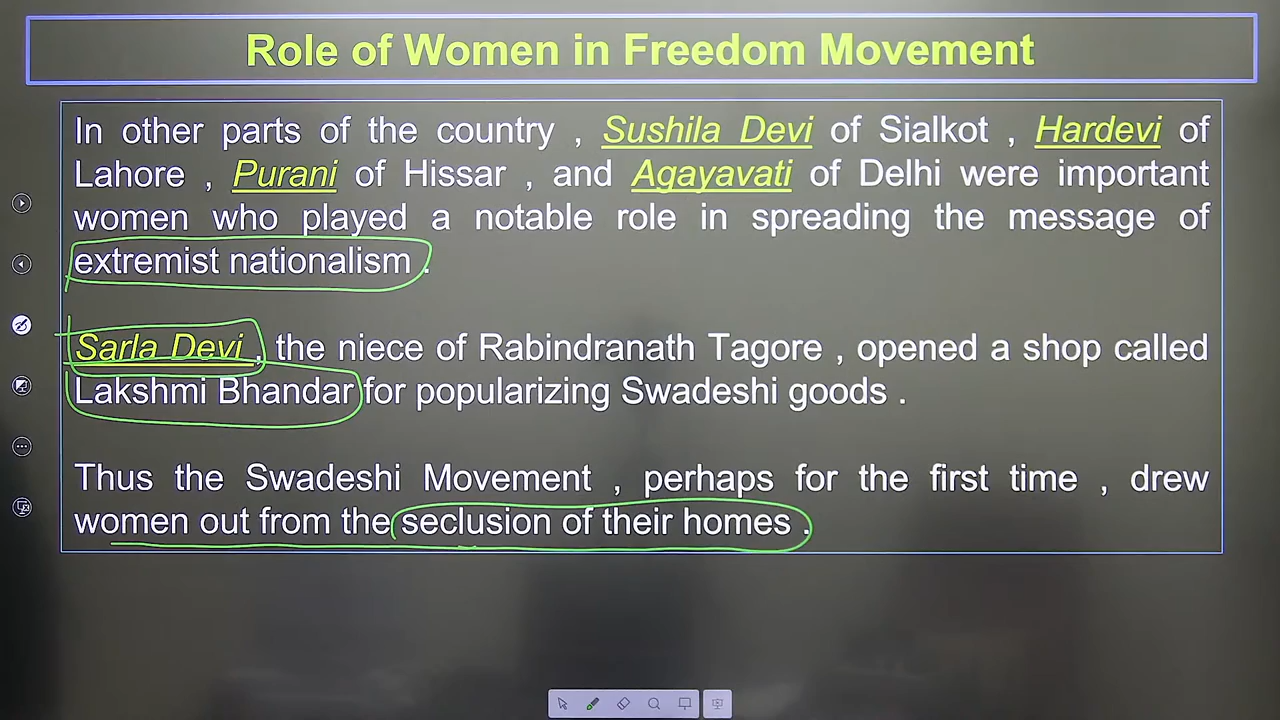 Role of Women in Freedom Movement
In other parts of the country , Sushila Devi of Sialkot , Hardevi of
Lahore , Purani of Hissar , and Agayavati of Delhi were important
women who played a notable role in spreading the message of
extremist nationalism .
Sarla Devi , the niece of Rabindranath Tagore , opened a shop called
Lakshmi Bhandar for popularizing Swadeshi goods .
Thus the Swadeshi Movement , perhaps for the first time , drew
women out from the seclusion of their homes .